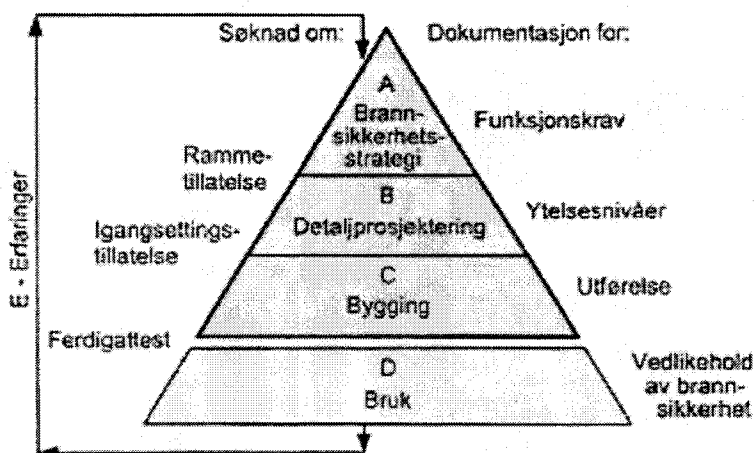 Søknad om:
Dokumentasjon for:
A
Brann-
sikkerhets-
strategi
Funksjonskrav
Ramme-
tillatelse
B
Detaljprosjektering
Ytelsesnivåer
Igangsettings-
tillatelse
C
Bygging
Utførelse
Ferdigattest
D
Bruk
Vedlikehold
av brann-
sikkerhet
E - Erfaringer